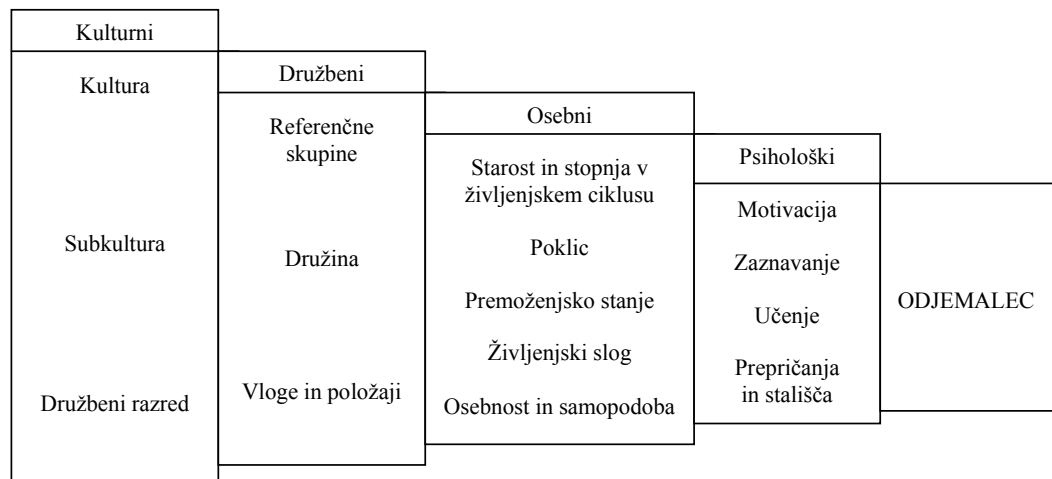 Kulturni
Kultura
Subkultura
Družbeni razred
Družbeni
Referenčne
skupine
Družina
Vloge in položaji
Osebni
Starost in stopnja v
življenjskem ciklusu
Poklic
Premoženjsko stanje
Življenjski slog
Osebnost in samopodoba
Psihološki
Motivacija
Zaznavanje
Učenje
Prepričanja
in stališča
ODJEMALEC